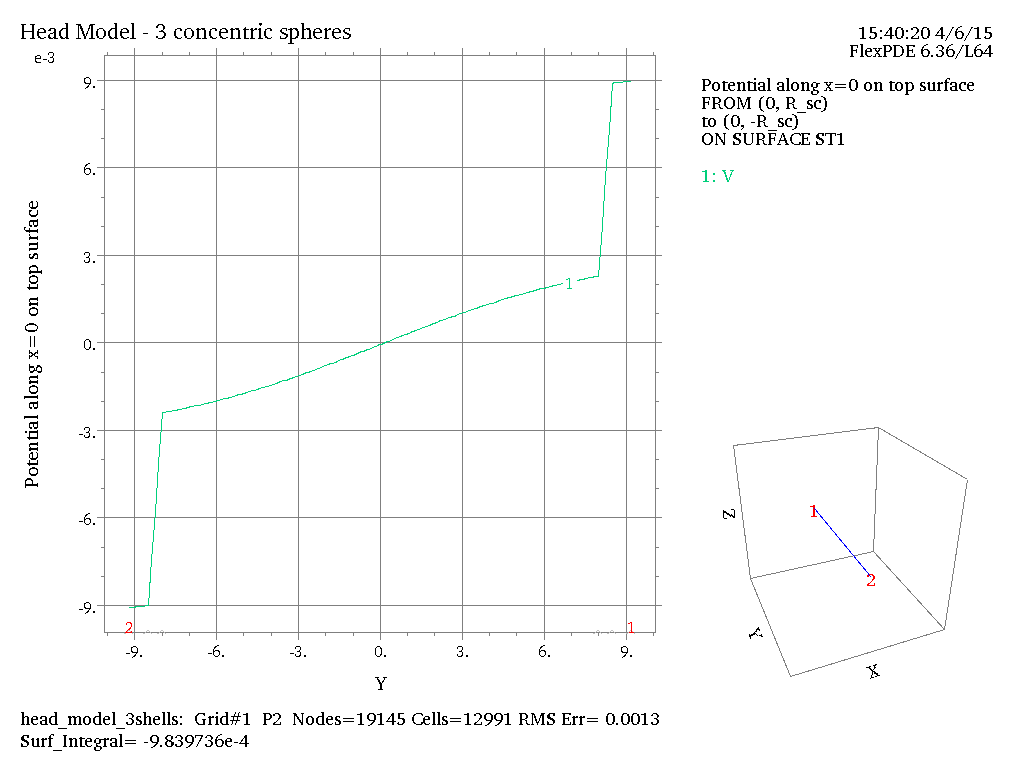 Head Model - 3 concentric spheres
15:40:20 4/6/15
FlexPDE 6.36/L64
e-3
Potential along x=0 on top surface
FROM (0, R_sc)
to (0, -R_sc)
ON SURFACE ST1
1: V
9.
6.
3.
0.
-3.
-6.
-9.
Potential along x=0 on top surface
1
2
1
-9.
-6.
-3.
0.
3.
6.
9.
Y
1
2
Z
Y
X
head_model_3shells: Grid#1 P2 Nodes=19145 Cells=12991 RMS Err= 0.0013
Surf_Integral= -9.839736e-4